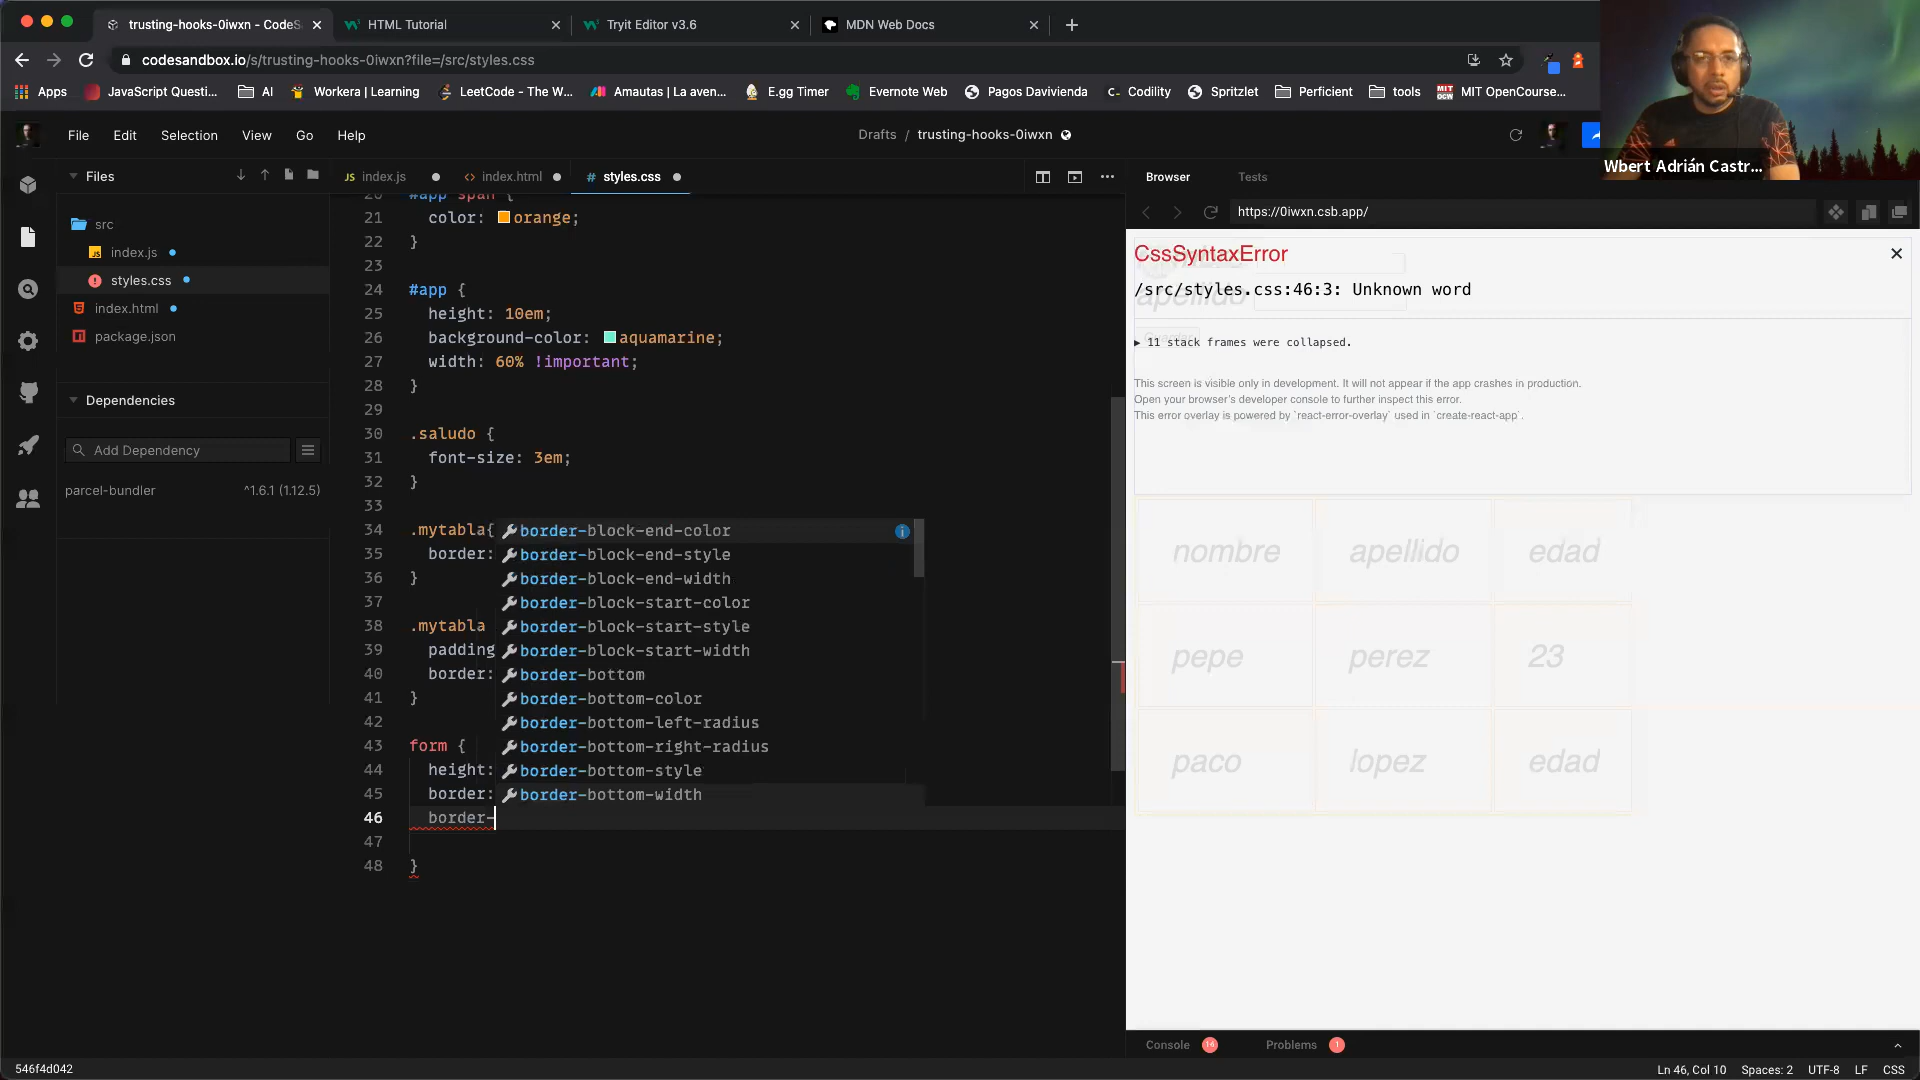 trusting-hooks-0iwxn - CodeS
HTML Tutorial
Tryit Editor v3.6
MDN Web Docs
codesandbox.io/s/trusting-hooks-0iwxn?file=/src/styles.css
Apps
JavaScript Questi...
AI
Workera | Learning
LeetCode - The W...
Amautas | La aven...
E.gg Timer
Evernote Web
Pagos Davivienda
Codility
Spritzlet
Perficient
tools
MIT OpenCourse...
Wbert Adrián Castr...
File
Edit
Selection
View
Go
Help
Drafts / trusting-hooks-0iwxn
Files
src
index.js
styles.css
index.html
package.json
Dependencies
Add Dependency
parcel-bundler ^1.6.1 (1.12.5)
index.js
index.html
styles.css
20 #app span {
21 color: orange;
22 }
23
24 #app {
25 height: 10em;
26 background-color: aquamarine;
27 width: 60% !important;
28 }
29
30 .saludo {
31 font-size: 3em;
32 }
33
34 .mytabla{
35 border:
36 }
37
38 .mytabla
39 padding
40 border:
41 }
42
43 form {
44 height:
45 border:
46 border-
47
48 }
border-block-end-color
border-block-end-style
border-block-end-width
border-block-start-color
border-block-start-style
border-block-start-width
border-bottom
border-bottom-color
border-bottom-left-radius
border-bottom-right-radius
border-bottom-style
border-bottom-width
Browser
Tests
https://0iwxn.csb.app/
CssSyntaxError
/src/styles.css:46:3: Unknown word
apellido
▶ 11 stack frames were collapsed.
This screen is visible only in development. It will not appear if the app crashes in production.
Open your browser's developer console to further inspect this error.
This error overlay is powered by `react-error-overlay` used in `create-react-app`.
nombre apellido edad
pepe perez 23
paco lopez edad
Console 16
Problems 1
546f4d042
Ln 46, Col 10
Spaces: 2
UTF-8
LF
CSS